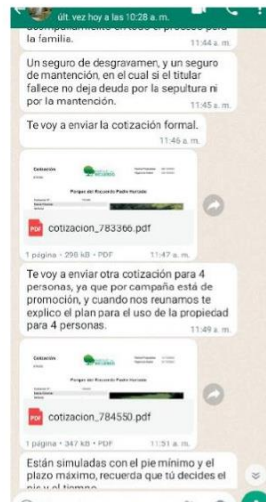 últ. vez hoy a las 10:28 a. m.
la familia.
11:44 a. m.
Un seguro de desgravamen, y un seguro
de mantención, en el cual si el titular
fallece no deja deuda por la sepultura ni
por la mantención.
11:45 a. m.
Te voy a enviar la cotización formal.
11:46 a. m.
Cotización
Parque del Recuerdo Padre Hurtado
PDF
cotizacion_783366.pdf
1 página • 290 kB • PDF
11:47 a. m.
Te voy a enviar otra cotización para 4
personas, ya que por campaña está de
promoción, y cuando nos reunamos te
explico el plan para el uso de la propiedad
para 4 personas.
11:49 a. m.
Cotización
Parque del Recuerdo Padre Hurtado
PDF
cotizacion_784550.pdf
1 página • 347 kB • PDF
11:51 a. m.
Están simuladas con el pie mínimo y el
plazo máximo, recuerda que tú decides el
pie y el tiempo